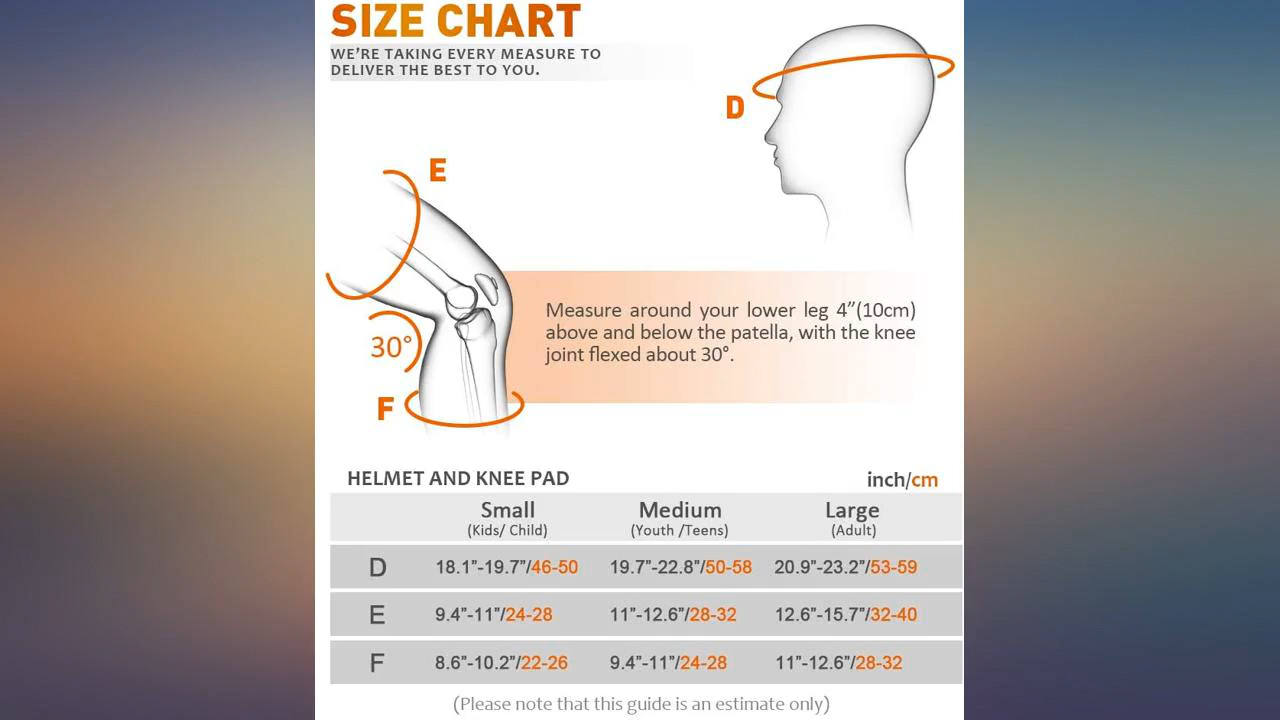 SIZE CHART
WE'RE TAKING EVERY MEASURE TO
DELIVER THE BEST TO YOU.
D
E
Measure around your lower leg 4”(10cm)
above and below the patella, with the knee
joint flexed about 30°.
30°
F
HELMET AND KNEE PAD inch/cm
Small Medium Large
(Kids/ Child) (Youth /Teens) (Adult)
D 18.1”-19.7”/46-50 19.7”-22.8”/50-58 20.9”-23.2”/53-59
E 9.4”-11”/24-28 11”-12.6”/28-32 12.6”-15.7”/32-40
F 8.6”-10.2”/22-26 9.4”-11”/24-28 11”-12.6”/28-32
(Please note that this guide is an estimate only)